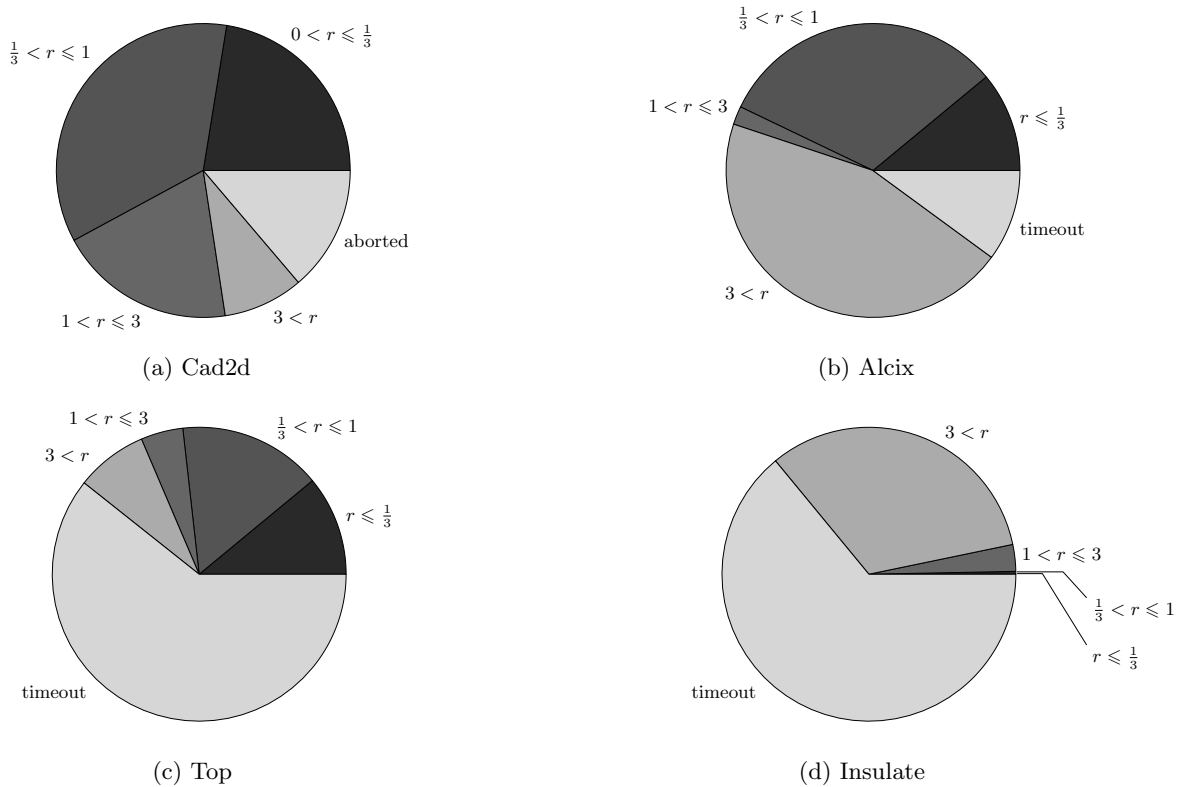 0 < r ⩽ 1/3
1/3 < r ⩽ 1
1 < r ⩽ 3
3 < r
aborted
(a) Cad2d
1/3 < r ⩽ 1
1 < r ⩽ 3
r ⩽ 1/3
timeout
3 < r
(b) Alcix
1 < r ⩽ 3
1/3 < r ⩽ 1
3 < r
r ⩽ 1/3
timeout
(c) Top
3 < r
1 < r ⩽ 3
1/3 < r ⩽ 1
r ⩽ 1/3
timeout
(d) Insulate